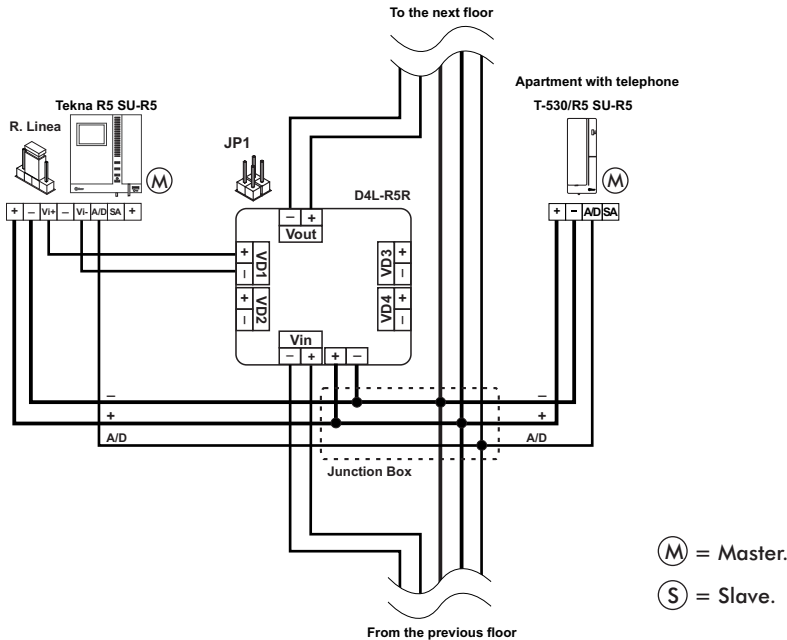 To the next floor
Apartment with telephone
Tekna R5 SU-R5
T-530/R5 SU-R5
R. Linea
JP1
M
M
D4L-R5R
+ – Vi+ – Vi- A/D SA +
+ – A/D SA
– +
Vout
+ – VD1
VD3 + –
+ – VD2
VD4 + –
Vin
– + + –
– –
+ +
A/D A/D
Junction Box
M = Master.
S = Slave.
From the previous floor